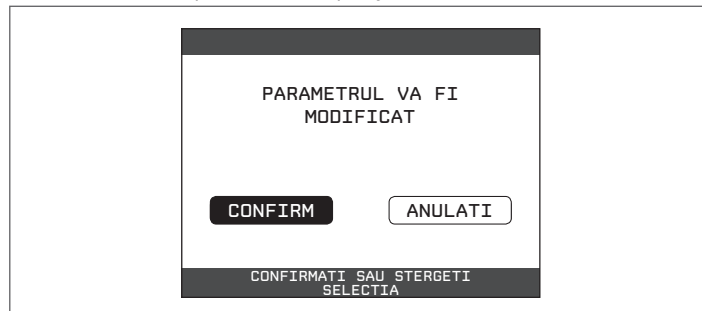 PARAMETRUL VA FI
MODIFICAT
CONFIRM ANULATI
CONFIRMATI SAU STERGETI
SELECTIA